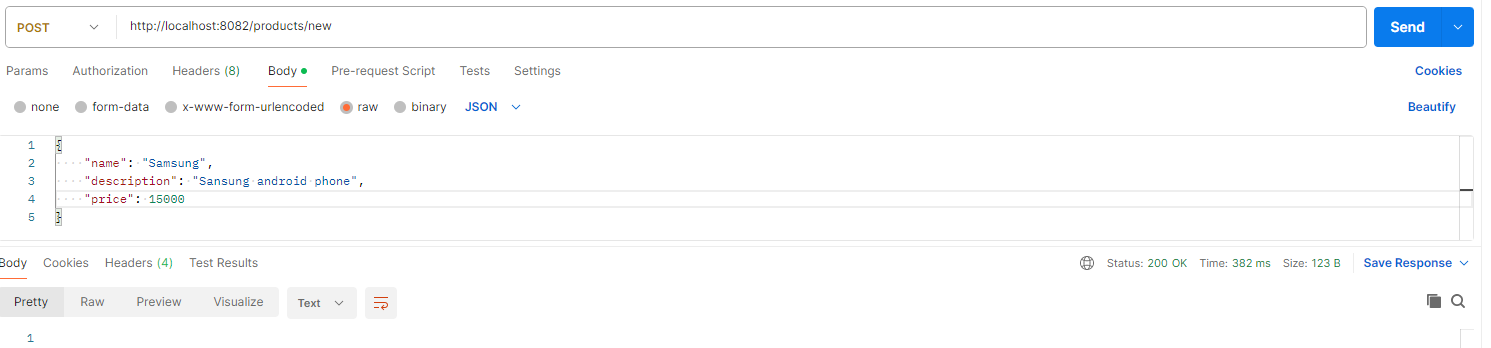 POST http://localhost:8082/products/new Send
Params Authorization Headers (8) Body Pre-request Script Tests Settings Cookies
none form-data x-www-form-urlencoded raw binary JSON Beautify
1 {
2 "name": "Samsung",
3 "description": "Sansung android phone",
4 "price": 15000
5 }
Body Cookies Headers (4) Test Results Status: 200 OK Time: 382 ms Size: 123 B Save Response
Pretty Raw Preview Visualize Text
1